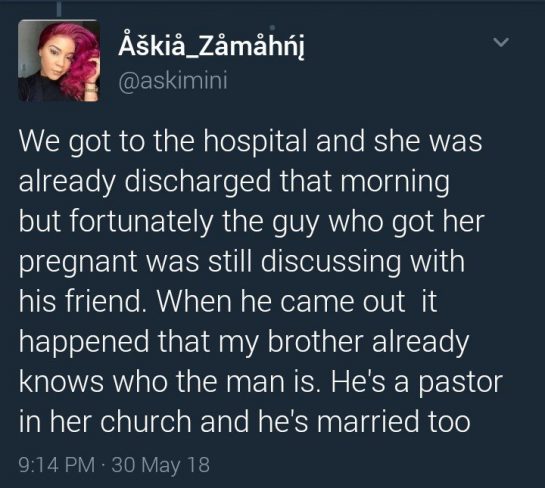 Åškiå_Zåmåhńį
@askimini
We got to the hospital and she was
already discharged that morning
but fortunately the guy who got her
pregnant was still discussing with
his friend. When he came out  it
happened that my brother already
knows who the man is. He's a pastor
in her church and he's married too
9:14 PM · 30 May 18